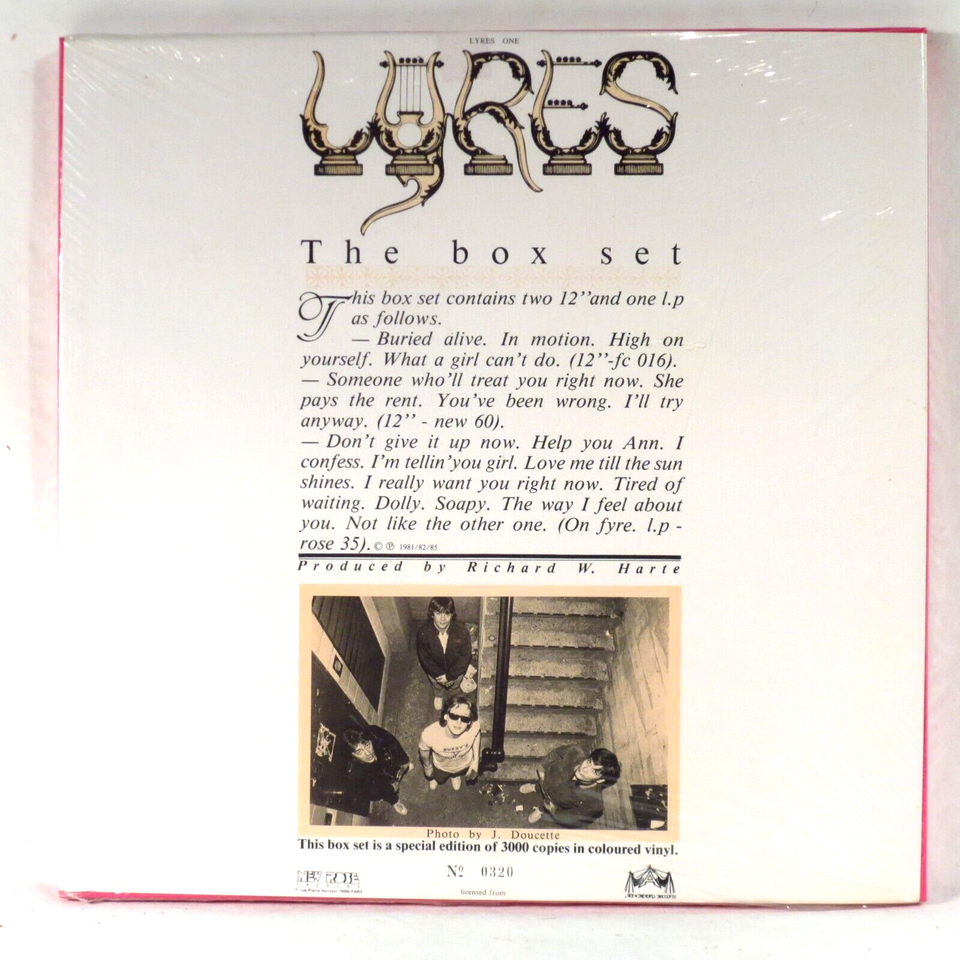 LYRES ONE
LYRES
The box set
This box set contains two 12’’and one l.p
as follows.
— Buried alive. In motion. High on
yourself. What a girl can’t do. (12’’-fc 016).
— Someone who’ll treat you right now. She
pays the rent. You’ve been wrong. I’ll try
anyway. (12’’ - new 60).
— Don’t give it up now. Help you Ann. I
confess. I’m tellin’you girl. Love me till the sun
shines. I really want you right now. Tired of
waiting. Dolly. Soapy. The way I feel about
you. Not like the other one. (On fyre. l.p -
rose 35). © ℗ 1981/82/85
Produced by Richard W. Harte
Photo by J. Doucette
This box set is a special edition of 3000 copies in coloured vinyl.
Nº 0320
NEW ROSE
licensed from